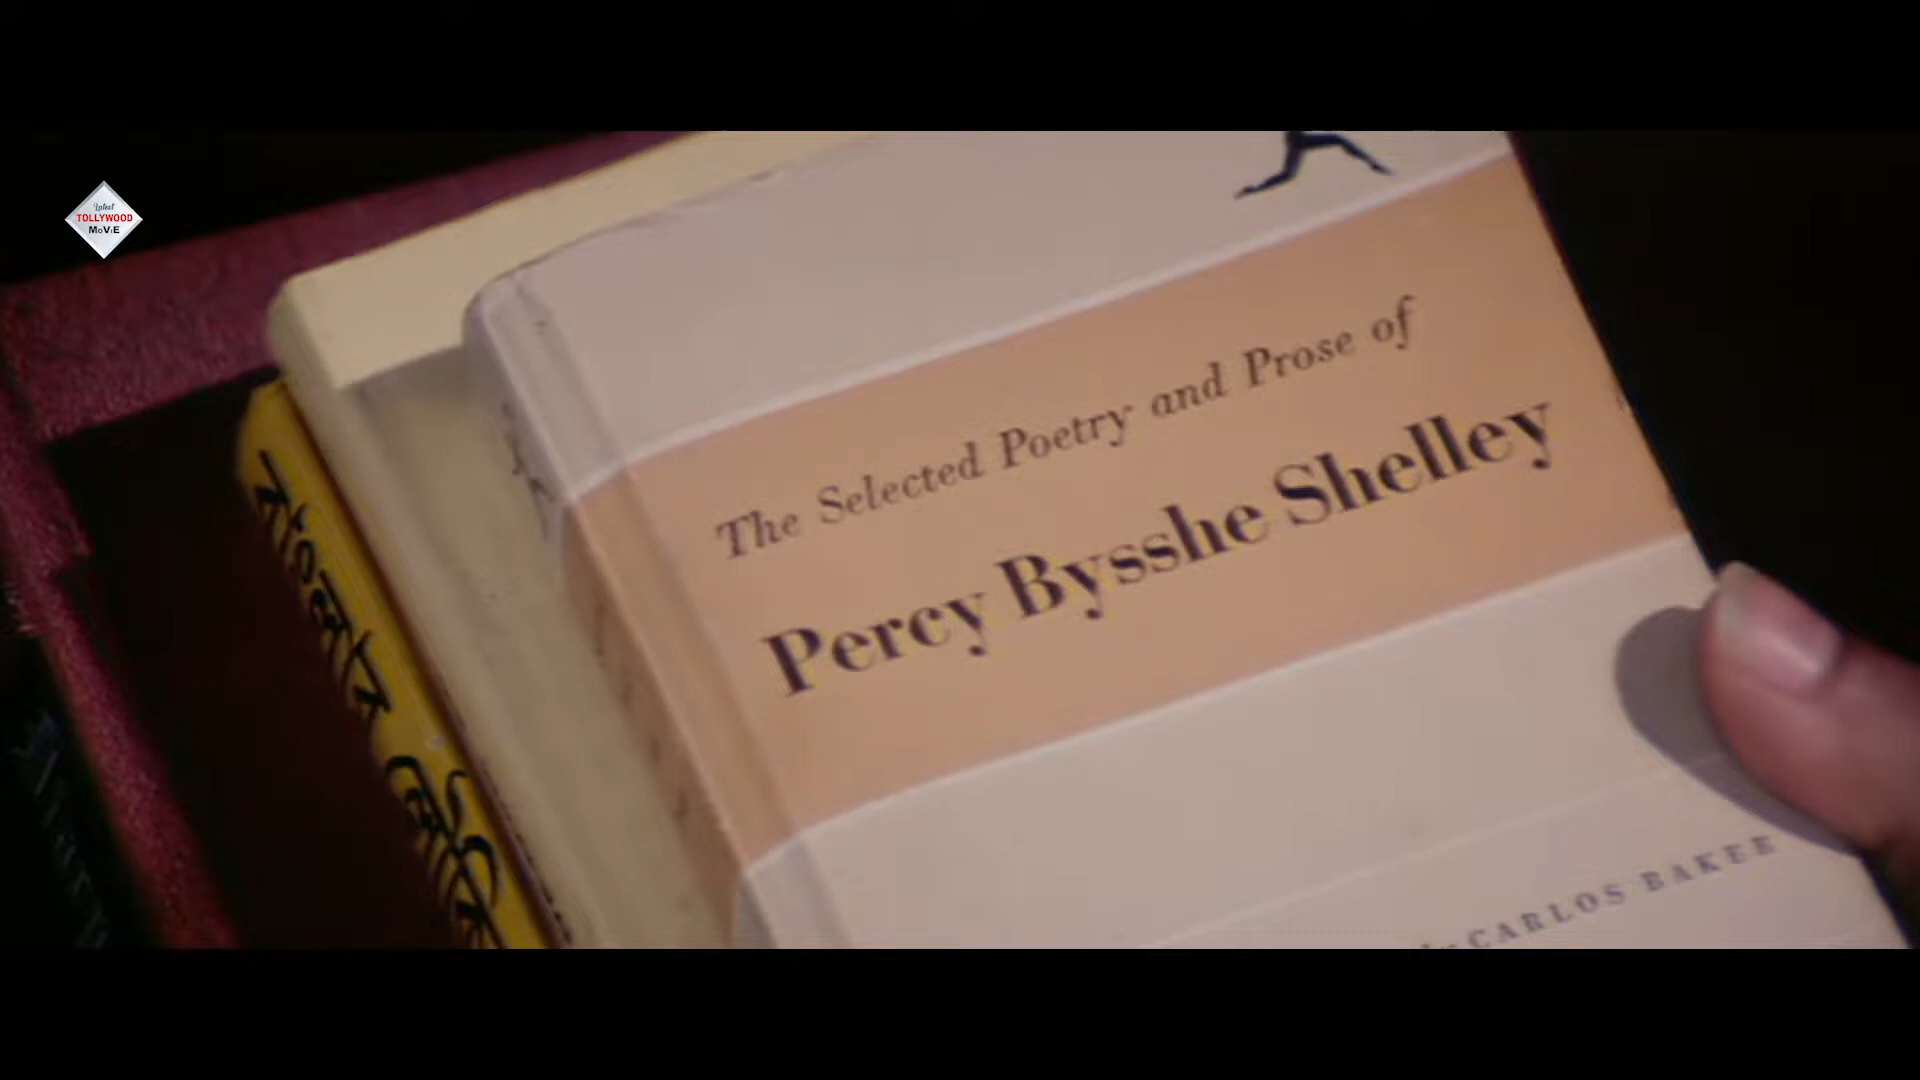 Latest
TOLLYWOOD
MoViE
The Selected Poetry and Prose of
Percy Bysshe Shelley
CARLOS BAKER